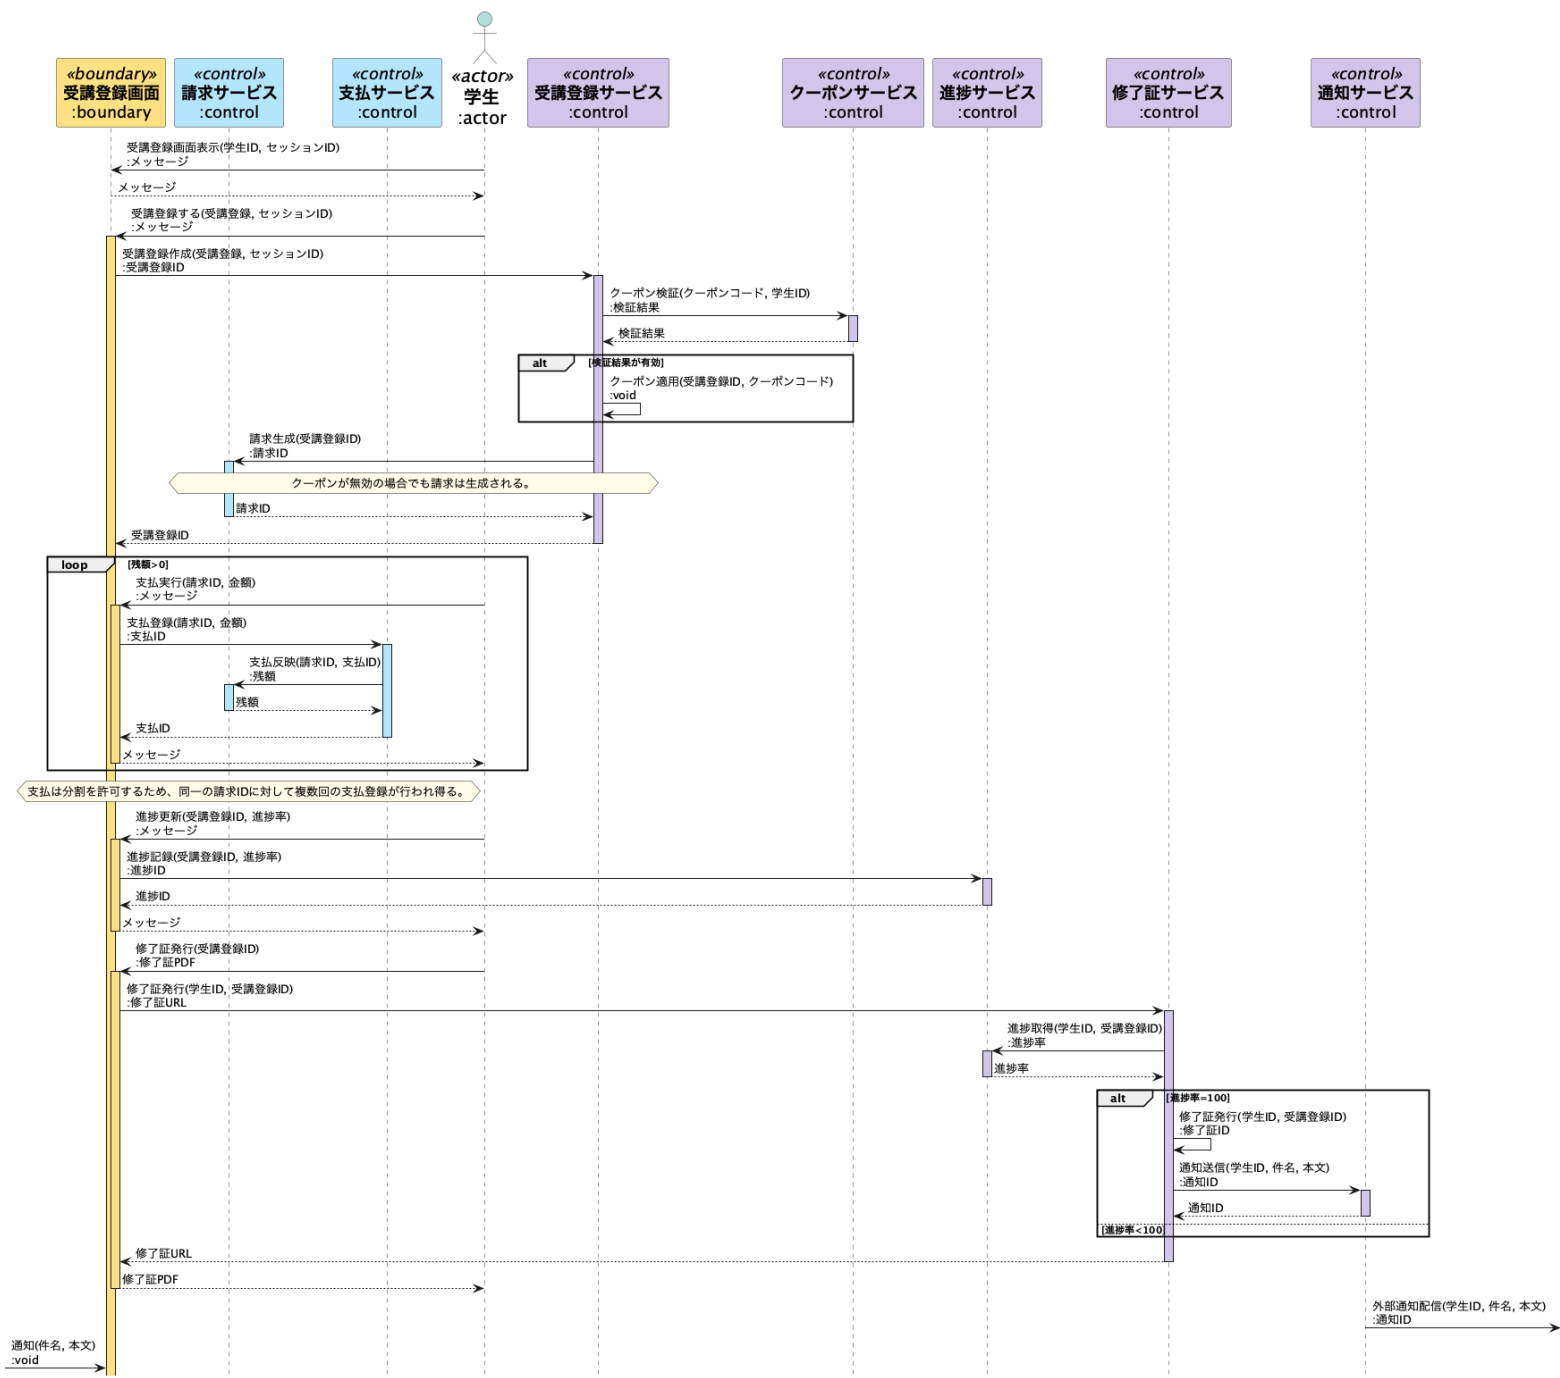 «boundary»
受講登録画面
:boundary
«control»
請求サービス
:control
«control»
支払サービス
:control
«actor»
学生
:actor
«control»
受講登録サービス
:control
«control»
クーポンサービス
:control
«control»
進捗サービス
:control
«control»
修了証サービス
:control
«control»
通知サービス
:control
受講登録画面表示(学生ID, セッションID)
:メッセージ
メッセージ
受講登録する(受講登録, セッションID)
:メッセージ
受講登録作成(受講登録, セッションID)
:受講登録ID
クーポン検証(クーポンコード, 学生ID)
:検証結果
検証結果
alt
[検証結果が有効]
クーポン適用(受講登録ID, クーポンコード)
:void
請求生成(受講登録ID)
:請求ID
クーポンが無効の場合でも請求は生成される。
請求ID
受講登録ID
loop
[残額>0]
支払実行(請求ID, 金額)
:メッセージ
支払登録(請求ID, 金額)
:支払ID
支払反映(請求ID, 支払ID)
:残額
残額
支払ID
メッセージ
支払は分割を許可するため、同一の請求IDに対して複数回の支払登録が行われ得る。
進捗更新(受講登録ID, 進捗率)
:メッセージ
進捗記録(受講登録ID, 進捗率)
:進捗ID
進捗ID
メッセージ
修了証発行(受講登録ID)
:修了証PDF
修了証発行(学生ID, 受講登録ID)
:修了証URL
進捗取得(学生ID, 受講登録ID)
:進捗率
進捗率
alt
[進捗率=100]
修了証発行(学生ID, 受講登録ID)
:修了証ID
通知送信(学生ID, 件名, 本文)
:通知ID
通知ID
[進捗率<100]
修了証URL
修了証PDF
外部通知配信(学生ID, 件名, 本文)
:通知ID
通知(件名, 本文)
:void